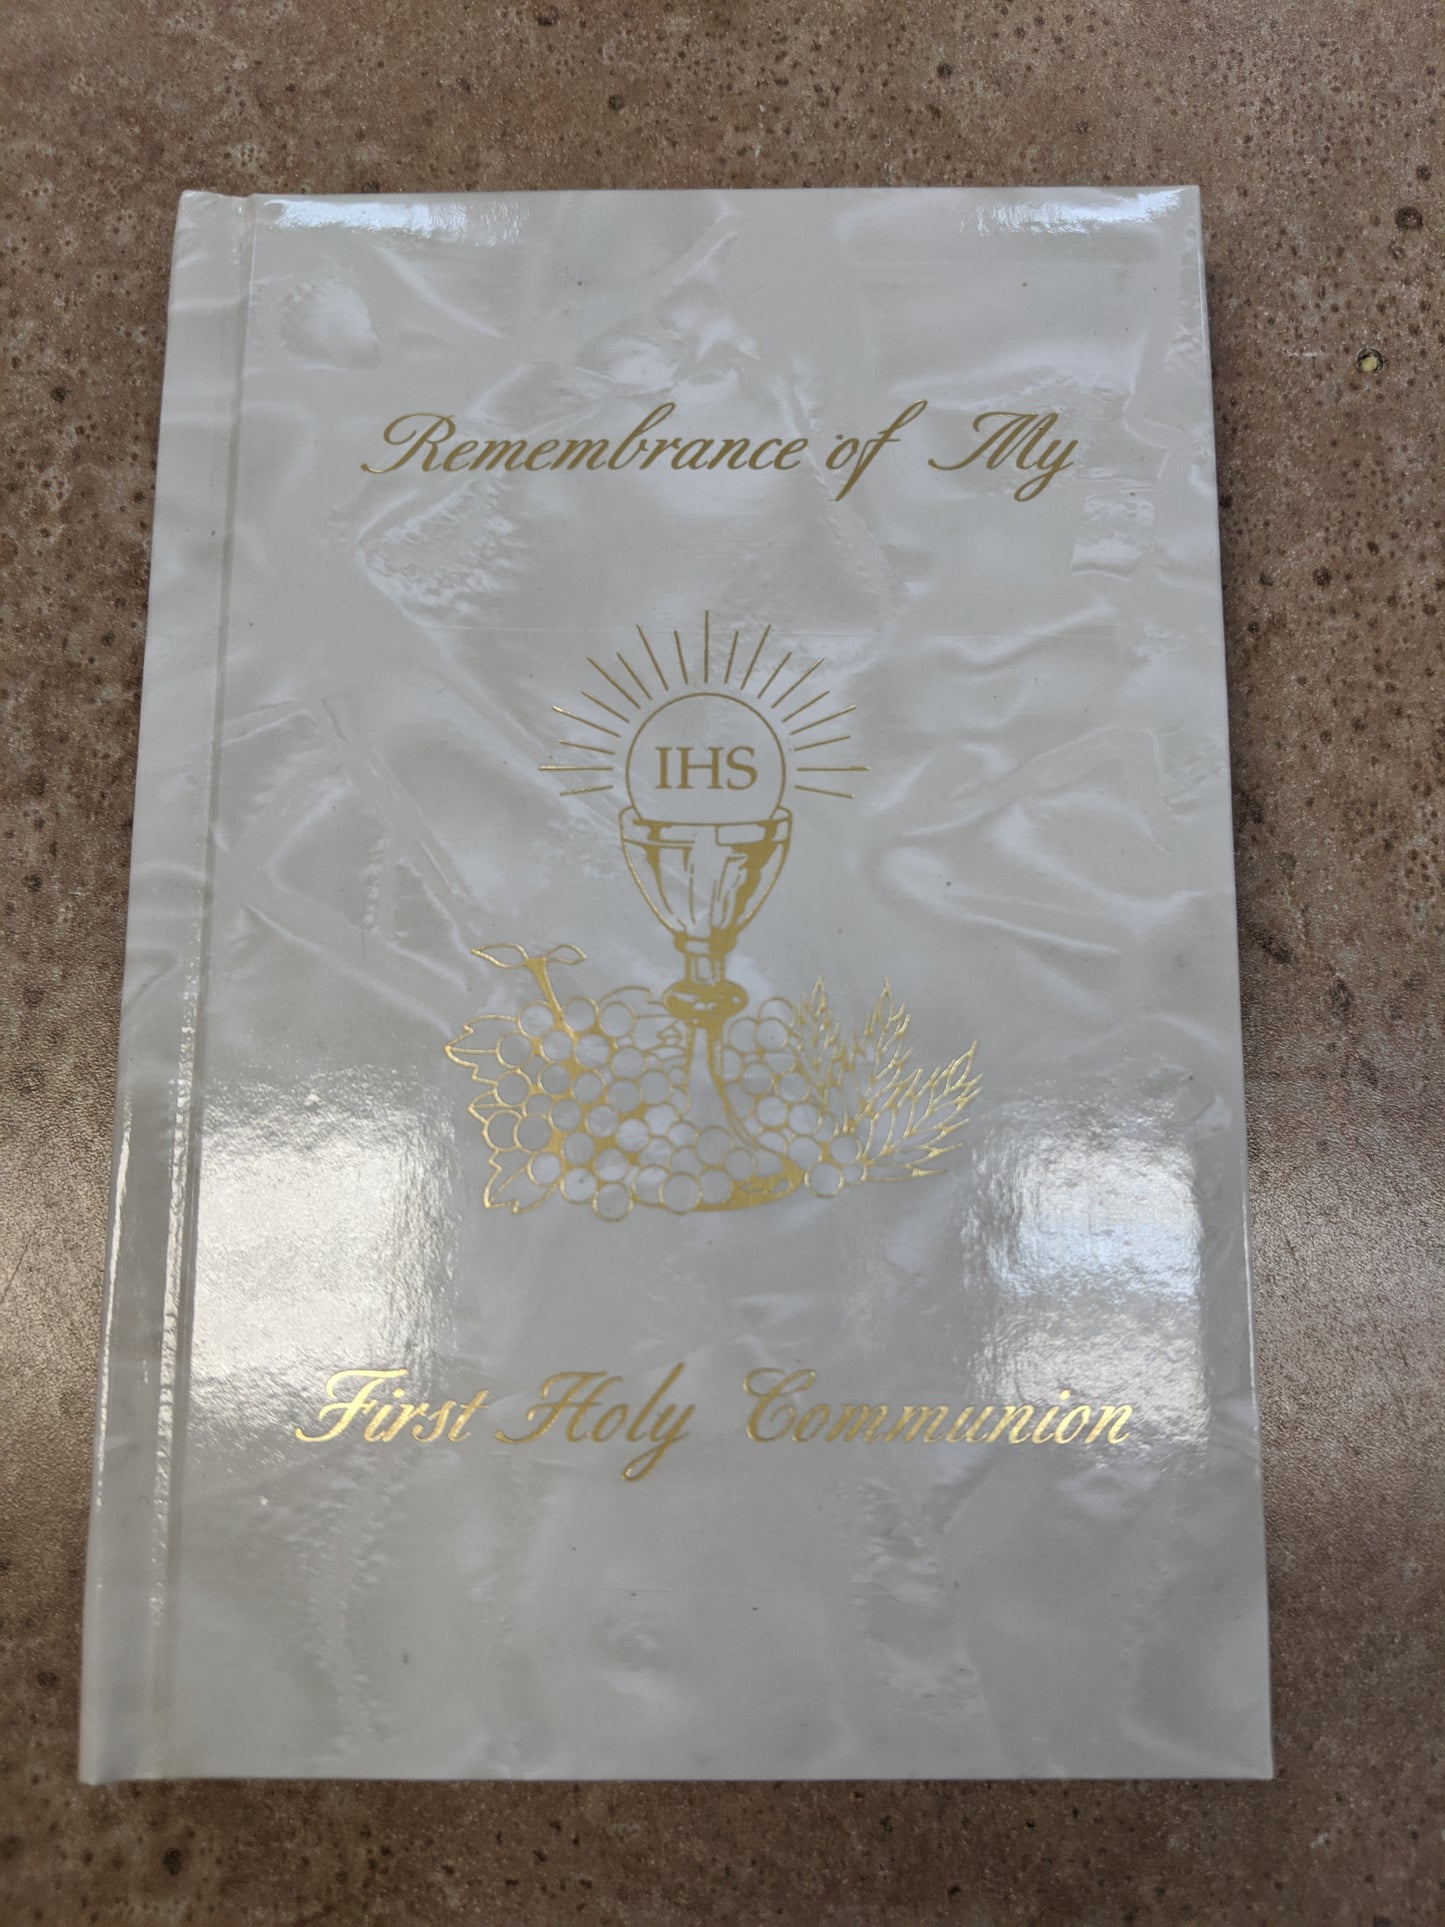 Remembrance of My
IHS
First Holy Communion